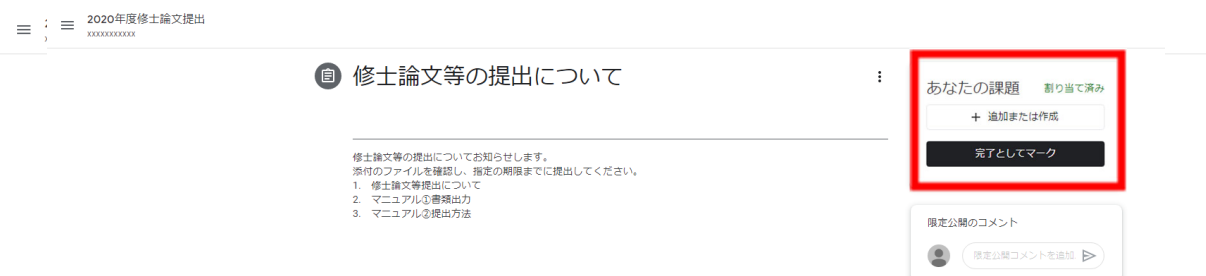 2020年度修士論文提出
xxxxxxxxxxx
修士論文等の提出について
修士論文等の提出についてお知らせします。
添付のファイルを確認し、指定の期限までに提出してください。
1. 修士論文等提出について
2. マニュアル①書類出力
3. マニュアル②提出方法
あなたの課題 割り当て済み
+ 追加または作成
完了としてマーク
限定公開のコメント
限定公開コメントを追加